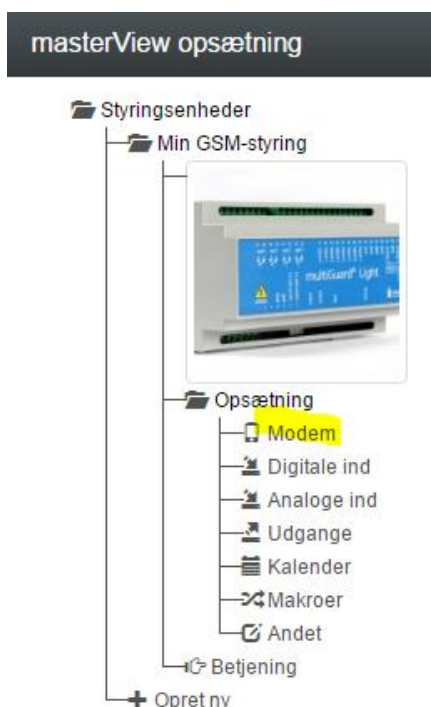 masterView opsætning
Styringsenheder
Min GSM-styring
multiGuard® Light
Opsætning
Modem
Digitale ind
Analoge ind
Udgange
Kalender
Makroer
Andet
Betjening
Opret ny